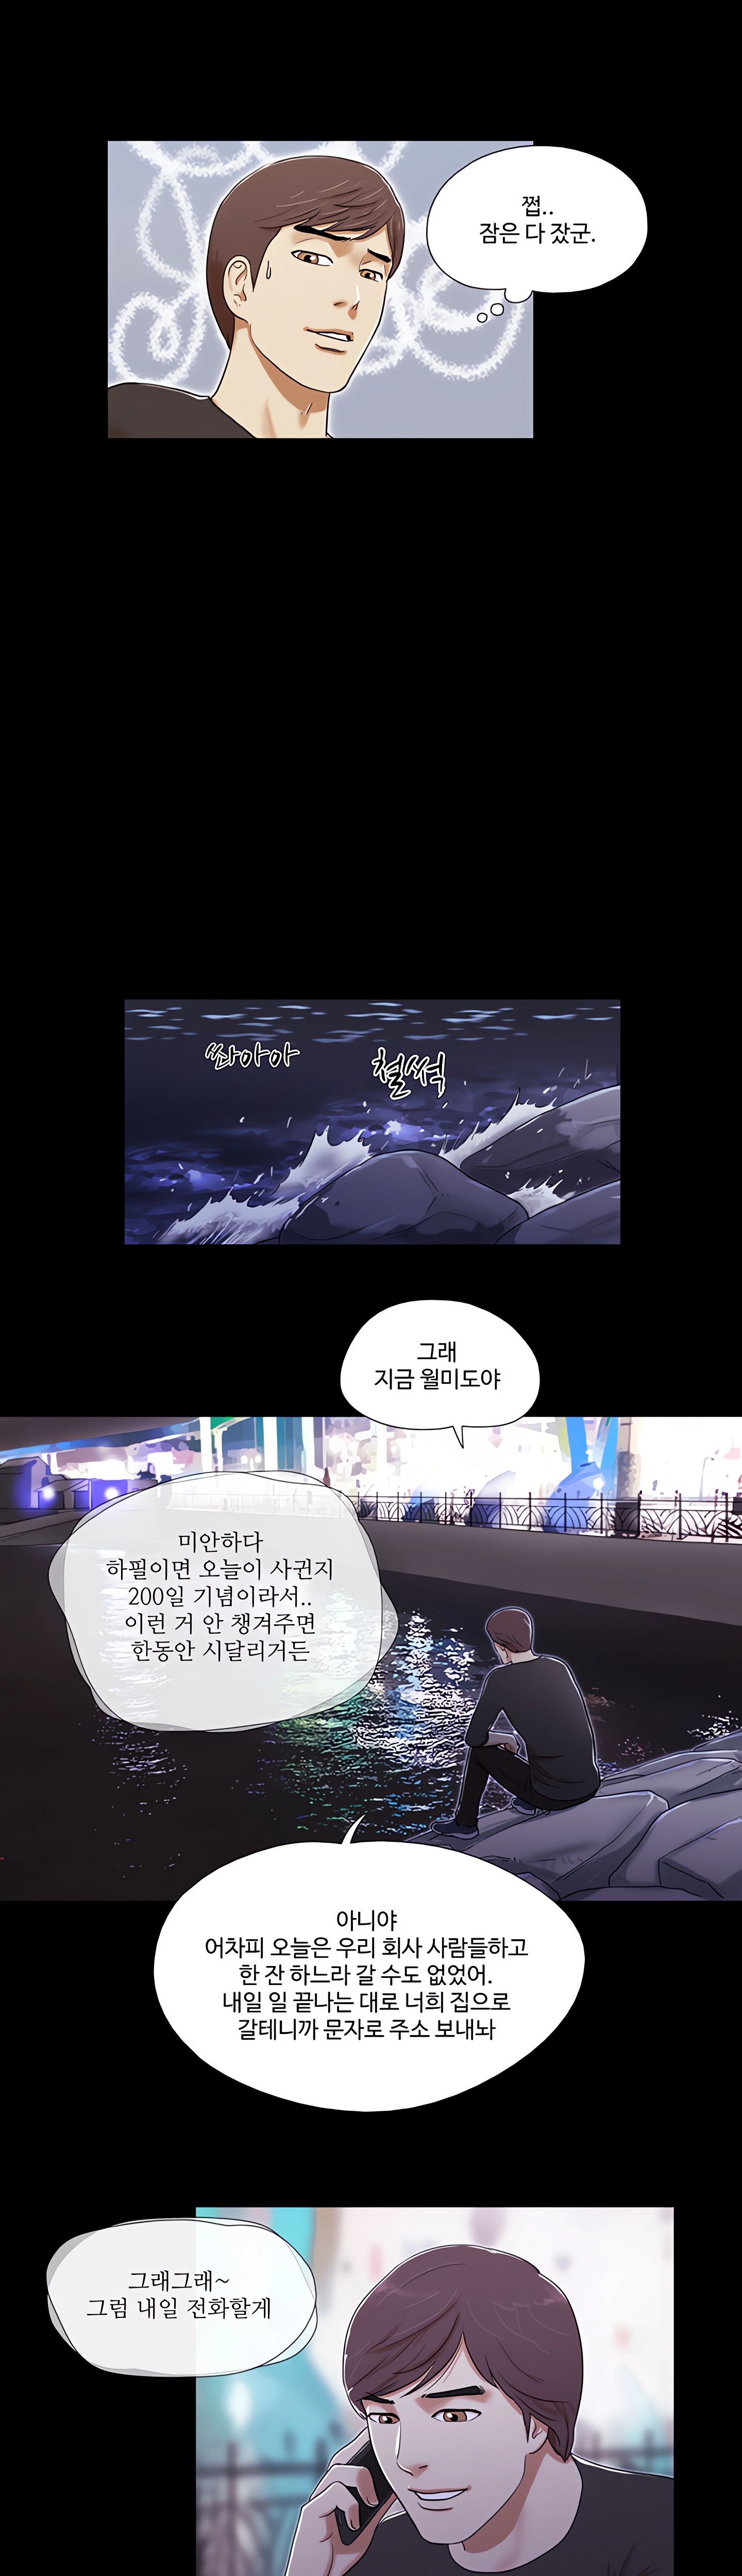 쩝..
잠은 다 잤군.
쏴아아
철썩
그래
지금 월미도야
미안하다
하필이면 오늘이 사귄지
200일 기념이라서..
이런 거 안 챙겨주면
한동안 시달리거든
아니야
어차피 오늘은 우리 회사 사람들하고
한 잔 하느라 갈 수도 없었어.
내일 일 끝나는 대로 너희 집으로
갈테니까 문자로 주소 보내놔
그래그래~
그럼 내일 전화할게